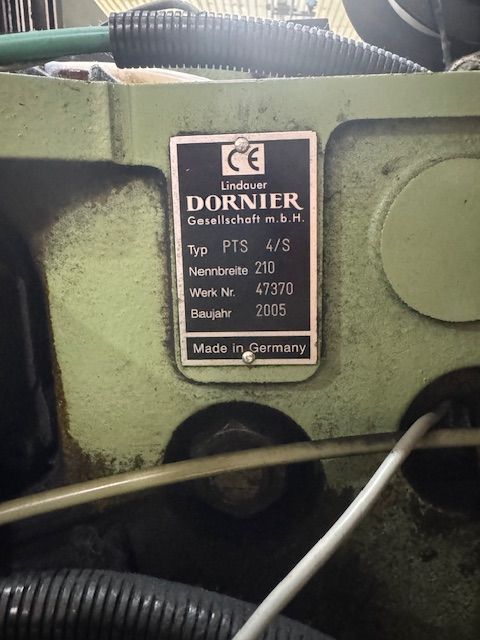 CE
Lindauer
DORNIER
Gesellschaft m.b.H.
Typ PTS 4/S
Nennbreite 210
Werk Nr. 47370
Baujahr 2005
Made in Germany